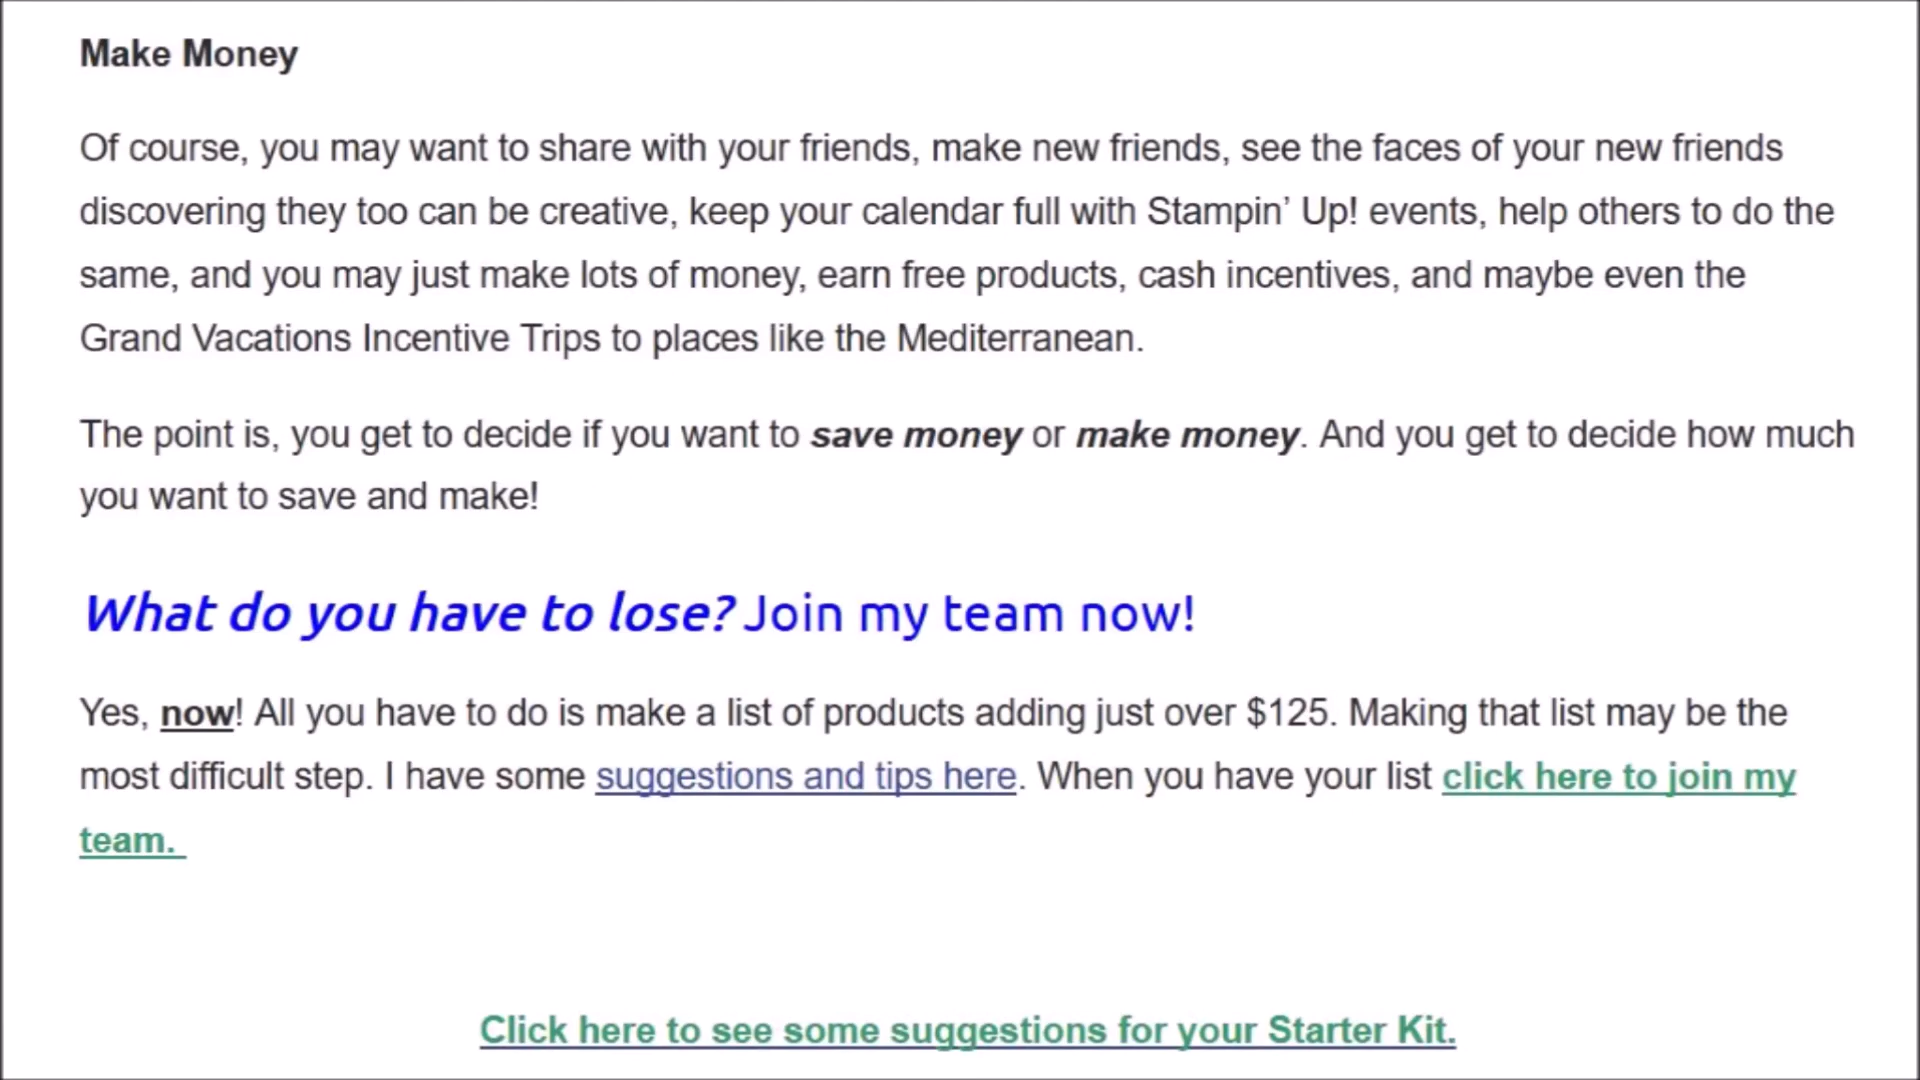 Make Money
Of course, you may want to share with your friends, make new friends, see the faces of your new friends
discovering they too can be creative, keep your calendar full with Stampin’ Up! events, help others to do the
same, and you may just make lots of money, earn free products, cash incentives, and maybe even the
Grand Vacations Incentive Trips to places like the Mediterranean.
The point is, you get to decide if you want to save money or make money. And you get to decide how much
you want to save and make!
What do you have to lose? Join my team now!
Yes, now! All you have to do is make a list of products adding just over $125. Making that list may be the
most difficult step. I have some suggestions and tips here. When you have your list click here to join my
team.
Click here to see some suggestions for your Starter Kit.